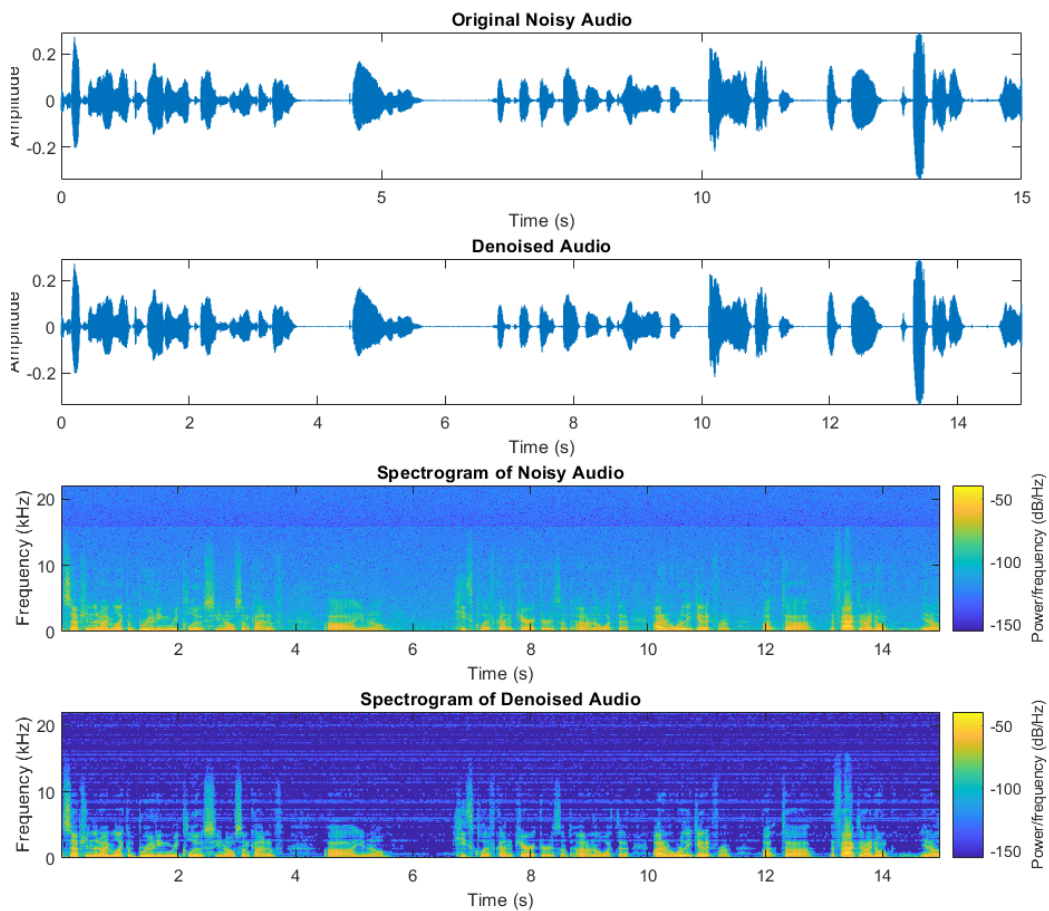 Original Noisy Audio
0.2
0
-0.2
Amplitude
0 5 10 15
Time (s)
Denoised Audio
0.2
0
-0.2
Amplitude
0 2 4 6 8 10 12 14
Time (s)
Spectrogram of Noisy Audio
20
10
0
Frequency (kHz)
2 4 6 8 10 12 14
Time (s)
-50
-100
-150
Power/frequency (dB/Hz)
Spectrogram of Denoised Audio
20
10
0
Frequency (kHz)
2 4 6 8 10 12 14
Time (s)
-50
-100
-150
Power/frequency (dB/Hz)